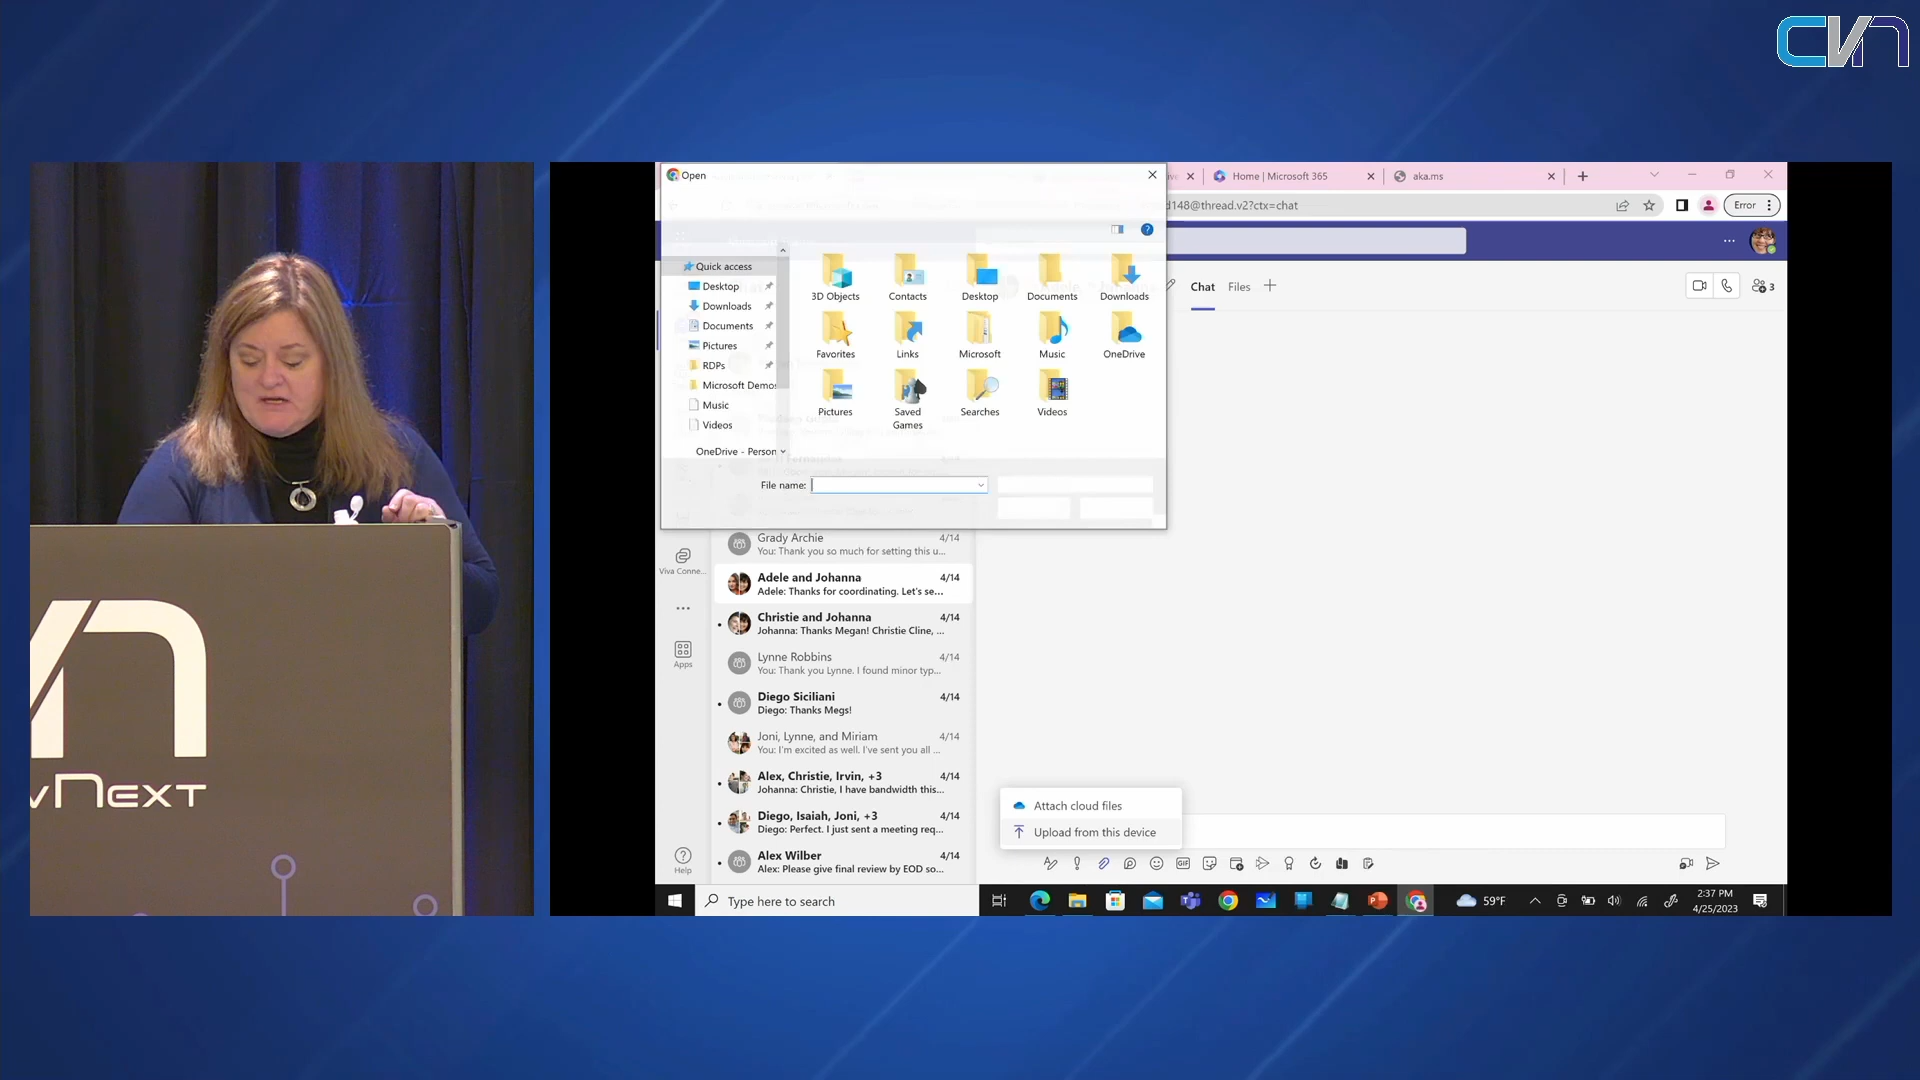 CVN
vNEXT
Open
Home | Microsoft 365
aka.ms
d148@thread.v2?ctx=chat
Error
Quick access
Desktop
Downloads
Documents
Pictures
RDPs
Microsoft Demos
Music
Videos
OneDrive - Person
3D Objects
Contacts
Desktop
Documents
Downloads
Favorites
Links
Microsoft
Music
OneDrive
Pictures
Saved Games
Searches
Videos
File name:
Chat
Files
3
Viva Conne...
Apps
Help
Grady Archie
4/14
You: Thank you so much for setting this u...
Adele and Johanna
4/14
Adele: Thanks for coordinating. Let's se...
Christie and Johanna
4/14
Johanna: Thanks Megan! Christie Cline, ...
Lynne Robbins
4/14
You: Thank you Lynne. I found minor typ...
Diego Siciliani
4/14
Diego: Thanks Megs!
Joni, Lynne, and Miriam
4/14
You: I'm excited as well. I've sent you all ...
Alex, Christie, Irvin, +3
4/14
Johanna: Christie, I have bandwidth this...
Diego, Isaiah, Joni, +3
4/14
Diego: Perfect. I just sent a meeting req...
Alex Wilber
4/14
Alex: Please give final review by EOD so...
Attach cloud files
Upload from this device
GIF
Type here to search
59°F
2:37 PM
4/25/2023